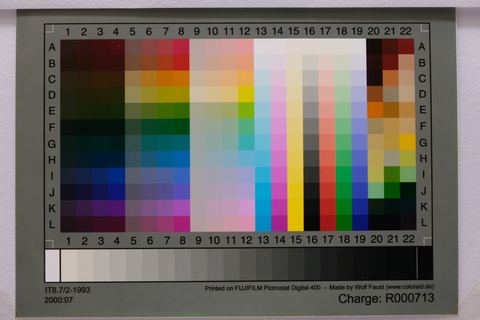 1 2 3 4 5 6 7 8 9 10 11 12 13 14 15 16 17 18 19 20 21 22
A A
B B
C C
D D
E E
F F
G G
H H
I I
J J
K K
L L
1 2 3 4 5 6 7 8 9 10 11 12 13 14 15 16 17 18 19 20 21 22
IT8.7/2-1993 Printed on FUJIFILM Pictrostat Digital 400 - Made by Wolf Faust (www.coloraid.de)
2000:07 Charge: R000713